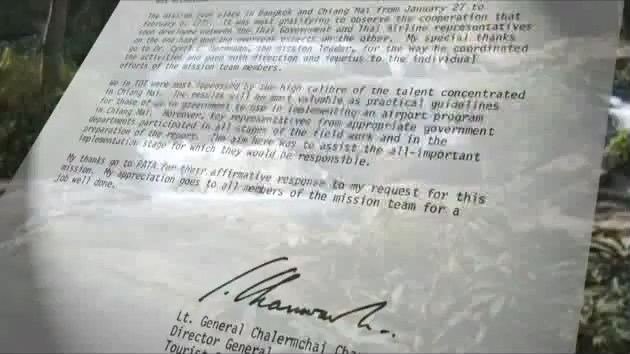 The mission took place in Bangkok and Chiang Mai from January 27 to
February 6, It was most gratifying to observe the cooperation that
took place between the Thai Government and Thai airline representatives
on the one hand and the overseas experts on the other. My special thanks
go to Dr. Herrmann, the mission leader, for the way he coordinated
the activities and gave both direction and impetus to the individual
efforts of the mission team members.
We in TOT were most impressed by the high calibre of the talent concentrated
in Chiang Mai. The results will be most valuable as practical guidelines
for those of us in government to use in implementing an airport program
in Chiang Mai. Moreover, key representatives from appropriate government
departments participated in all stages of the field work and in the
preparation of the report. The aim here was to assist the all-important
implementation stage for which they would be responsible.
My thanks go to PATA for their affirmative response to my request for this
mission. My appreciation goes to all members of the mission team for a
job well done.
Lt. General Chalermchai
Director General
Tourist